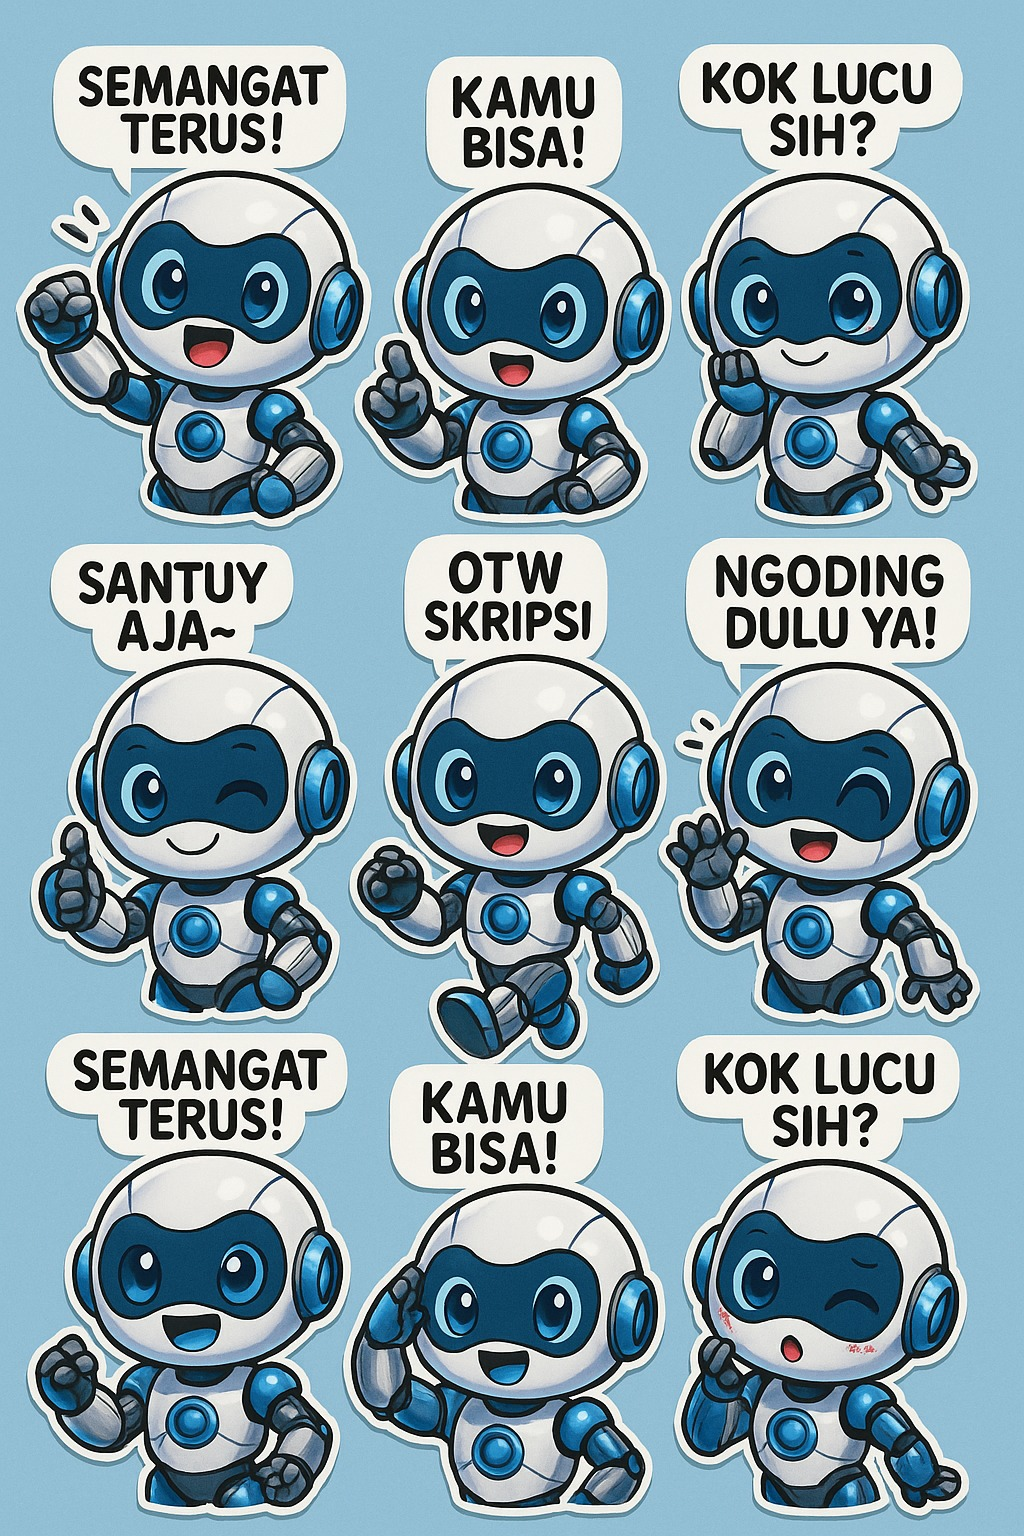 SEMANGAT
TERUS!
KAMU
BISA!
KOK LUCU
SIH?
SANTUY
AJA~
OTW
SKRIPSI
NGODING
DULU YA!
SEMANGAT
TERUS!
KAMU
BISA!
KOK LUCU
SIH?